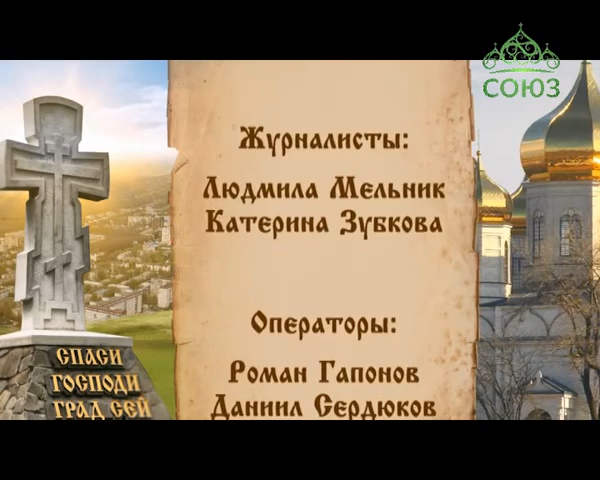 СОЮЗ
Журналисты:
Людмила Мельник
Катерина Зубкова
Операторы:
Роман Гапонов
Даниил Сердюков
СПАСИ
ГОСПОДИ
ГРАД СЕЙ